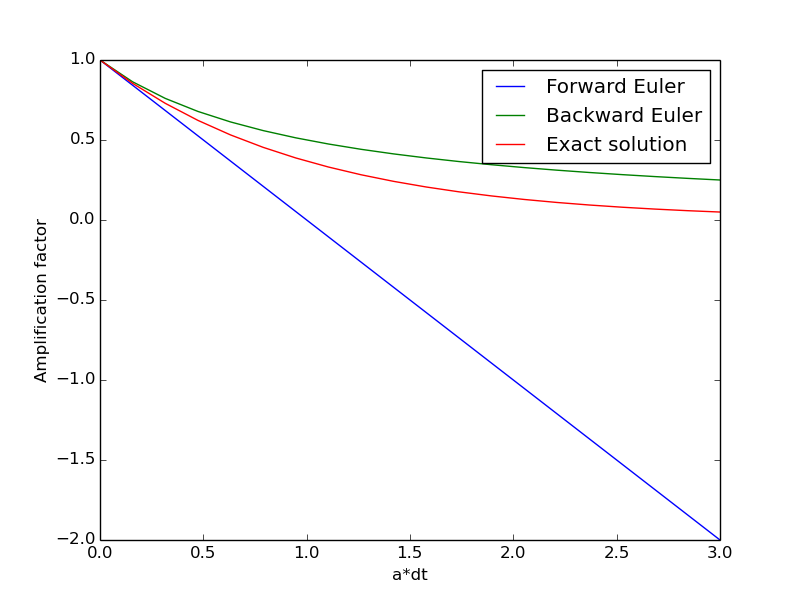 1.0
0.5
0.0
−0.5
−1.0
−1.5
−2.0
Amplification factor
0.0
0.5
1.0
1.5
2.0
2.5
3.0
a*dt
Forward Euler
Backward Euler
Exact solution